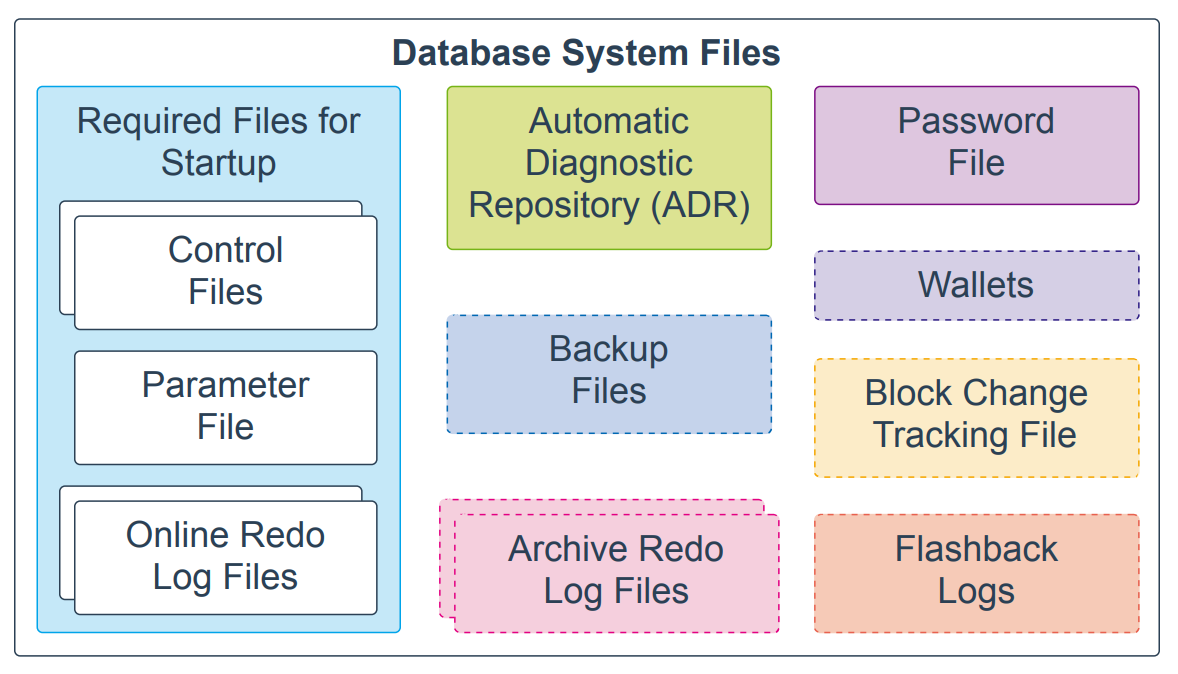 Database System Files
Required Files for
Startup
Control
Files
Parameter
File
Online Redo
Log Files
Automatic
Diagnostic
Repository (ADR)
Backup
Files
Archive Redo
Log Files
Password
File
Wallets
Block Change
Tracking File
Flashback
Logs